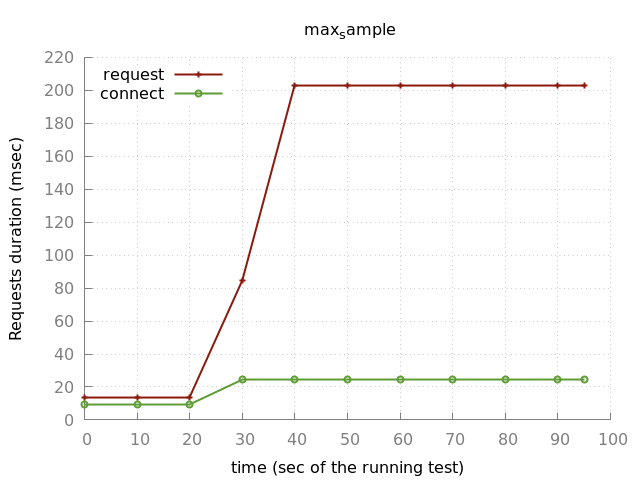 max_sample
220
200
180
160
140
120
100
80
60
40
20
0
request
connect
Requests duration (msec)
0 10 20 30 40 50 60 70 80 90 100
time (sec of the running test)